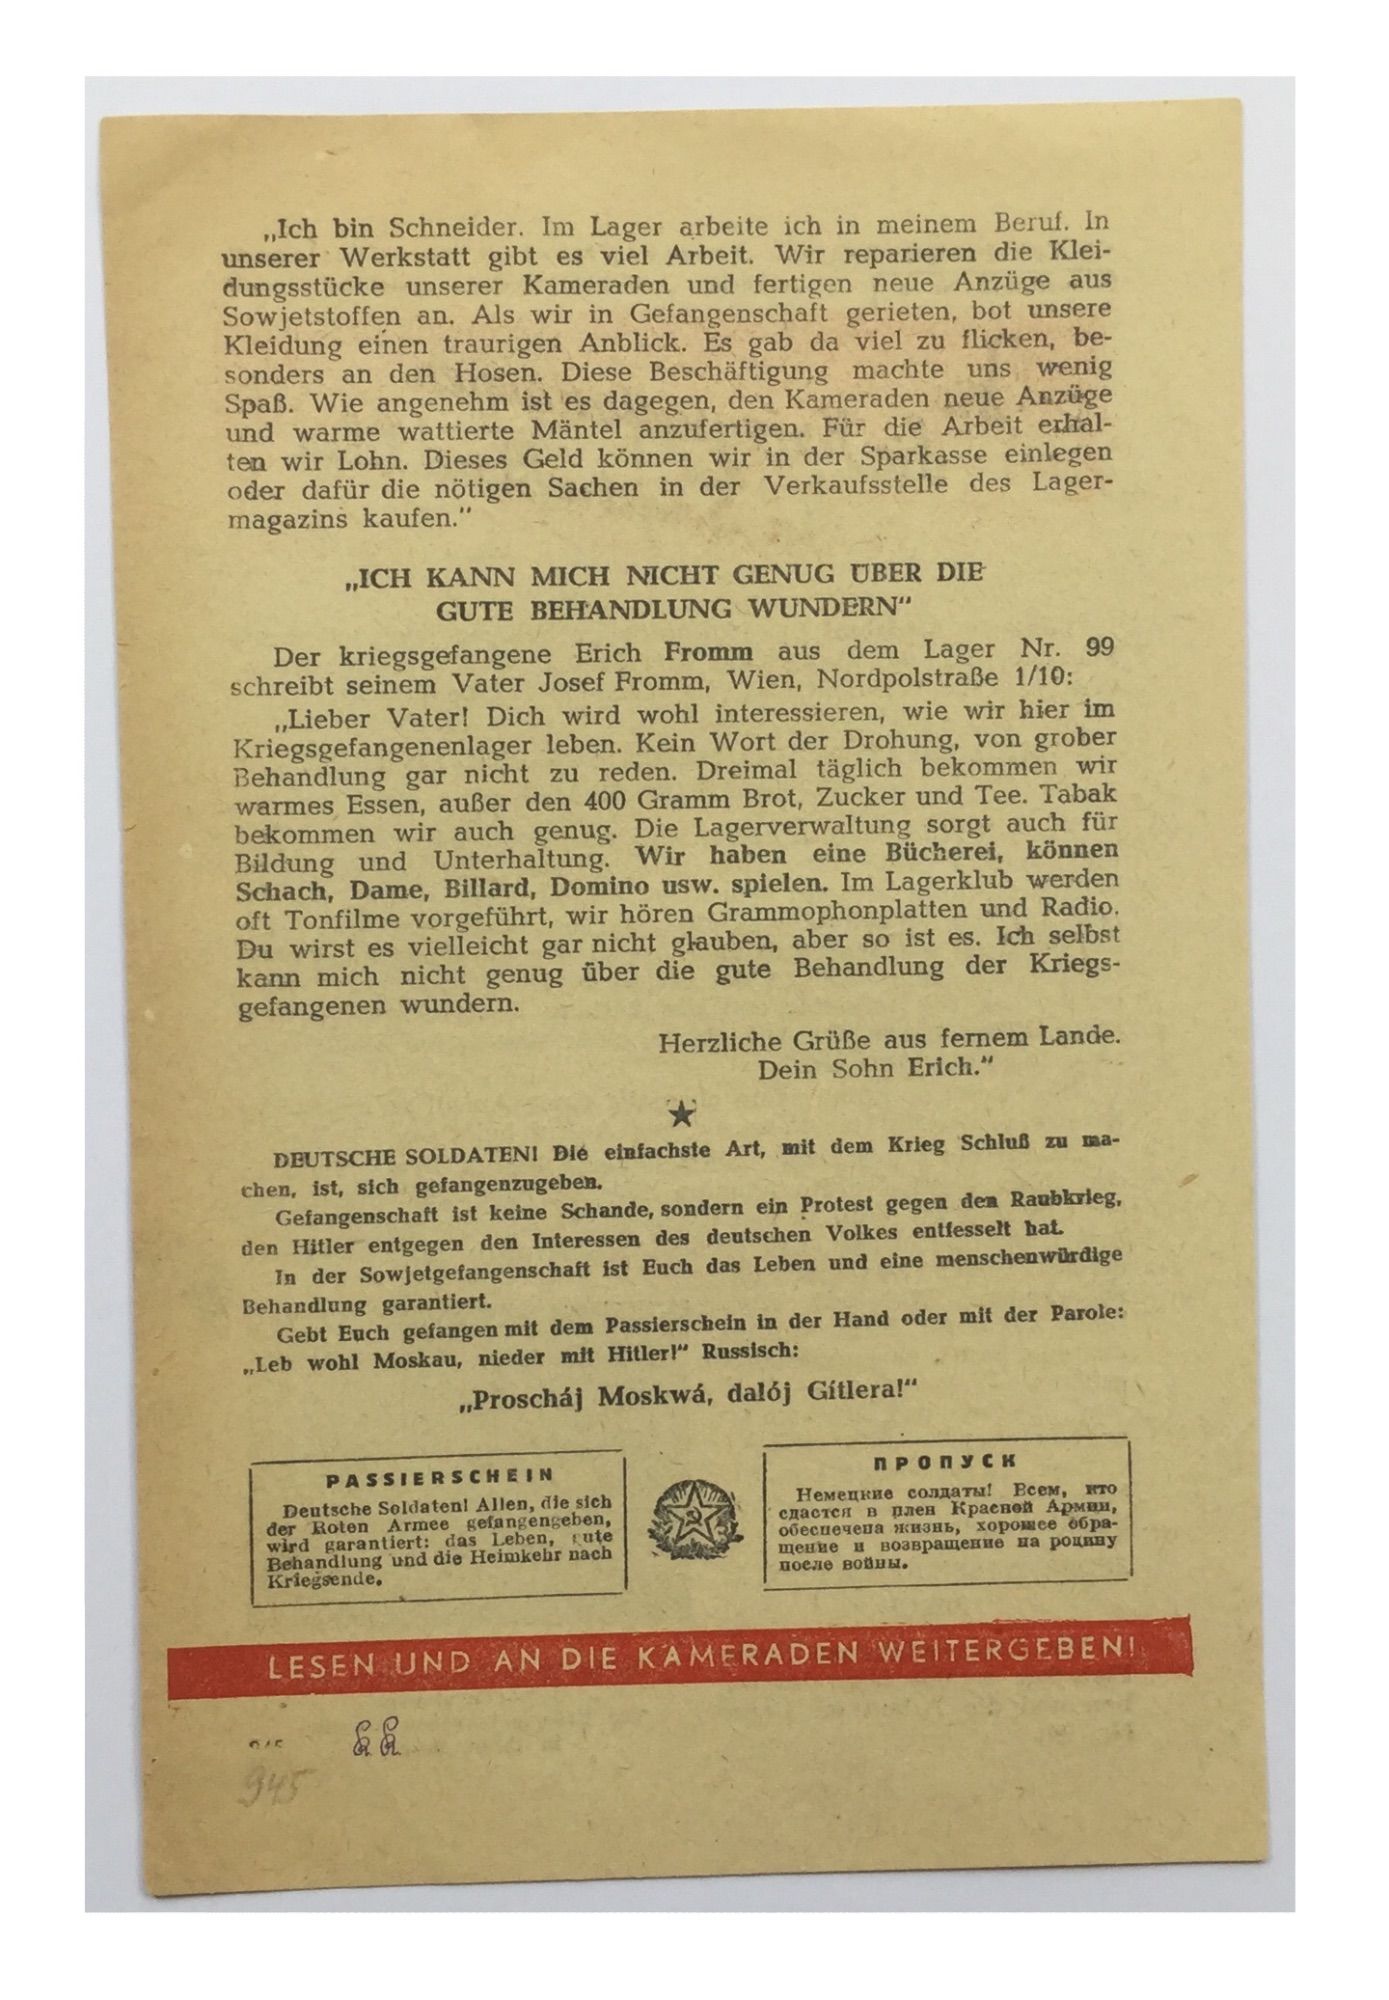 „Ich bin Schneider. Im Lager arbeite ich in meinem Beruf. In
unserer Werkstatt gibt es viel Arbeit. Wir reparieren die Klei-
dungsstücke unserer Kameraden und fertigen neue Anzüge aus
Sowjetstoffen an. Als wir in Gefangenschaft gerieten, bot unsere
Kleidung einen traurigen Anblick. Es gab da viel zu flicken, be-
sonders an den Hosen. Diese Beschäftigung machte uns wenig
Spaß. Wie angenehm ist es dagegen, den Kameraden neue Anzüge
und warme wattierte Mäntel anzufertigen. Für die Arbeit erhal-
ten wir Lohn. Dieses Geld können wir in der Sparkasse einlegen
oder dafür die nötigen Sachen in der Verkaufsstelle des Lager-
magazins kaufen.“
„ICH KANN MICH NICHT GENUG ÜBER DIE
GUTE BEHANDLUNG WUNDERN“
Der kriegsgefangene Erich Fromm aus dem Lager Nr. 99
schreibt seinem Vater Josef Fromm, Wien, Nordpolstraße 1/10:
„Lieber Vater! Dich wird wohl interessieren, wie wir hier im
Kriegsgefangenenlager leben. Kein Wort der Drohung, von grober
Behandlung gar nicht zu reden. Dreimal täglich bekommen wir
warmes Essen, außer den 400 Gramm Brot, Zucker und Tee. Tabak
bekommen wir auch genug. Die Lagerverwaltung sorgt auch für
Bildung und Unterhaltung. Wir haben eine Bücherei, können
Schach, Dame, Billard, Domino usw. spielen. Im Lagerklub werden
oft Tonfilme vorgeführt, wir hören Grammophonplatten und Radio.
Du wirst es vielleicht gar nicht glauben, aber so ist es. Ich selbst
kann mich nicht genug über die gute Behandlung der Kriegs-
gefangenen wundern.
Herzliche Grüße aus fernem Lande.
Dein Sohn Erich.“
DEUTSCHE SOLDATEN! Die einfachste Art, mit dem Krieg Schluß zu ma-
chen, ist, sich gefangenzugeben.
Gefangenschaft ist keine Schande, sondern ein Protest gegen den Raubkrieg,
den Hitler entgegen den Interessen des deutschen Volkes entfesselt hat.
In der Sowjetgefangenschaft ist Euch das Leben und eine menschenwürdige
Behandlung garantiert.
Gebt Euch gefangen mit dem Passierschein in der Hand oder mit der Parole:
„Leb wohl Moskau, nieder mit Hitler!“ Russisch:
„Proscháj Moskwá, dalój Gítlera!“
PASSIERSCHEIN
Deutsche Soldaten! Allen, die sich
der Roten Armee gefangengeben,
wird garantiert: das Leben, gute
Behandlung und die Heimkehr nach
Kriegsende.
ПРОПУСК
Немецкие солдаты! Всем, кто
сдастся в плен Красной Армии,
обеспечена жизнь, хорошее обра-
щение и возвращение на родину
после войны.
LESEN UND AN DIE KAMERADEN WEITERGEBEN!
945